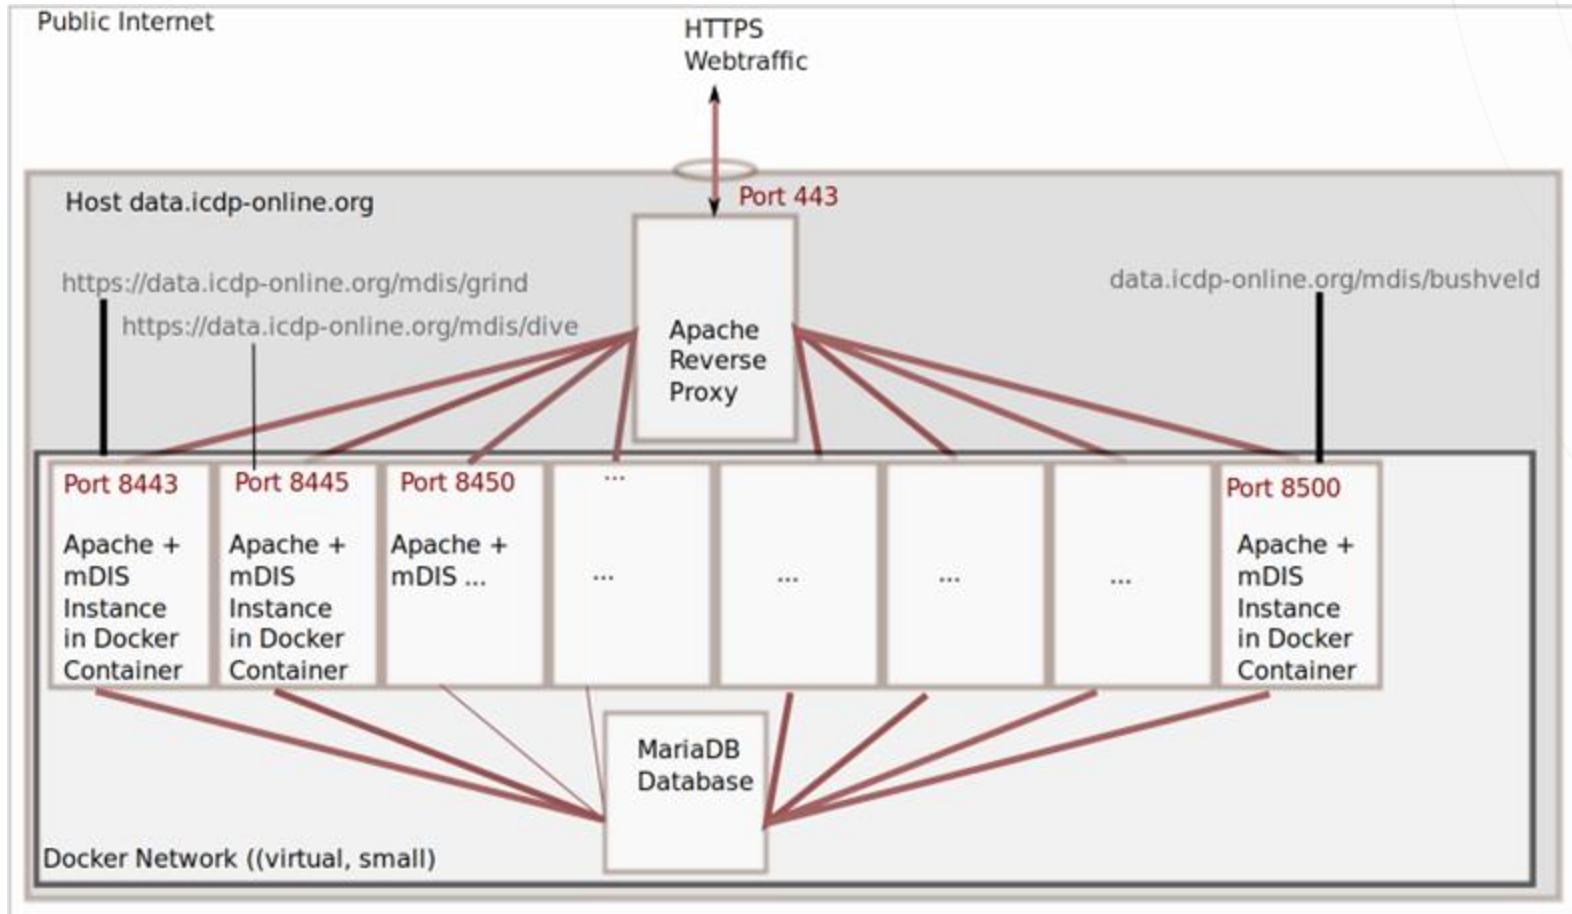 Public Internet
HTTPS
Webtraffic
Port 443
Host data.icdp-online.org
https://data.icdp-online.org/mdis/grind
data.icdp-online.org/mdis/bushveld
https://data.icdp-online.org/mdis/dive
Apache
Reverse
Proxy
Port 8443
Apache +
mDIS
Instance
in Docker
Container
Port 8445
Apache +
mDIS
Instance
in Docker
Container
Port 8450
Apache +
mDIS ...
...
...
...
...
...
Port 8500
Apache +
mDIS
Instance
in Docker
Container
MariaDB
Database
Docker Network ((virtual, small)